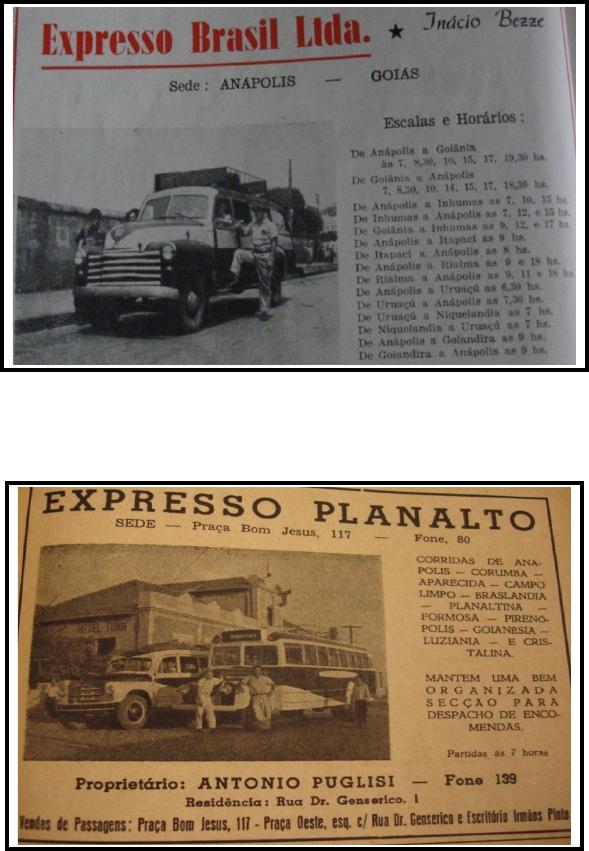 Expresso Brasil Ltda. ★ Inácio Bezze
Sede: ANÁPOLIS — GOIÁS
Escalas e Horários:
De Anápolis a Goiânia
às 7, 8,30, 10, 15, 17, 19,30 hs.
De Goiânia a Anápolis
7, 8,30, 10, 14, 15, 17, 18,30 hs.
De Anápolis a Inhumas as 7, 10, 15 hs.
De Inhumas a Anápolis as 7, 12, e 15 hs.
De Goiânia a Inhumas as 9, 12, e 17 hs.
De Anápolis a Itapaci as 9 hs.
De Itapaci a Anápolis as 8 hs.
De Anápolis a Rialma as 9 e 18 hs.
De Rialma a Anápolis as 9, 11 e 18 hs.
De Anápolis a Uruaçú as 6,30 hs.
De Uruaçú a Anápolis as 7,30 hs.
De Uruaçú a Niquelandia as 7 hs.
De Niquelandia a Uruaçú as 7 hs.
De Anápolis a Goiandira as 9 hs.
De Goiandira a Anápolis as 9 hs.
EXPRESSO PLANALTO
SEDE — Praça Bom Jesus, 117 — Fone, 80
CORRIDAS DE ANA-
POLIS — CORUMBA —
APARECIDA — CAMPO
LIMPO — BRASLANDIA
— PLANALTINA —
FORMOSA — PIRENÓ-
POLIS — GOIANÉSIA —
LUZIANIA — E CRIS-
TALINA.
MANTEM UMA BEM
ORGANIZADA
SECÇÃO PARA
DESPACHO DE ENCO-
MENDAS.
Partidas às 7 horas
Proprietário: ANTONIO PUGLISI — Fone 139
Residência: Rua Dr. Genserico, 1
Vendas de Passagens: Praça Bom Jesus, 117 - Praça Oeste, esq. c/ Rua Dr. Genserico e Escritório Irmãos Pinto